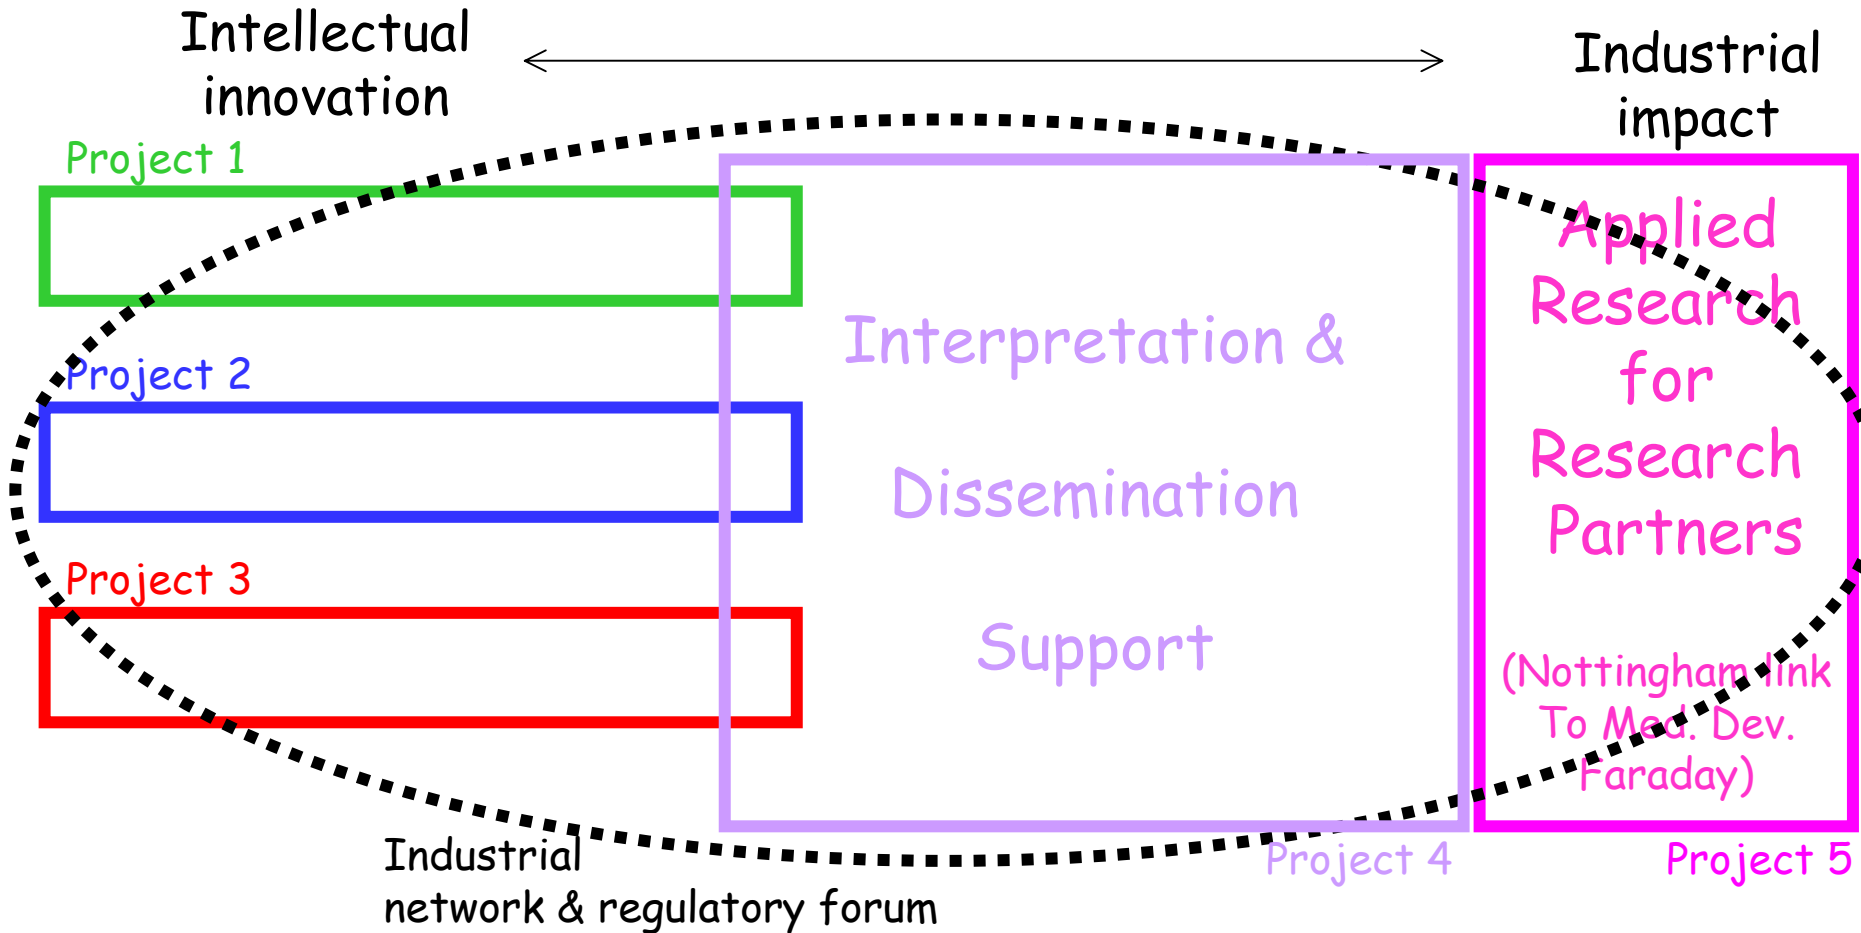 Intellectual
innovation
Industrial
impact
Project 1
Project 2
Project 3
Interpretation &
Dissemination
Support
Applied
Research
for
Research
Partners
(Nottingham link
To Med. Dev.
Faraday)
Industrial
network & regulatory forum
Project 4
Project 5